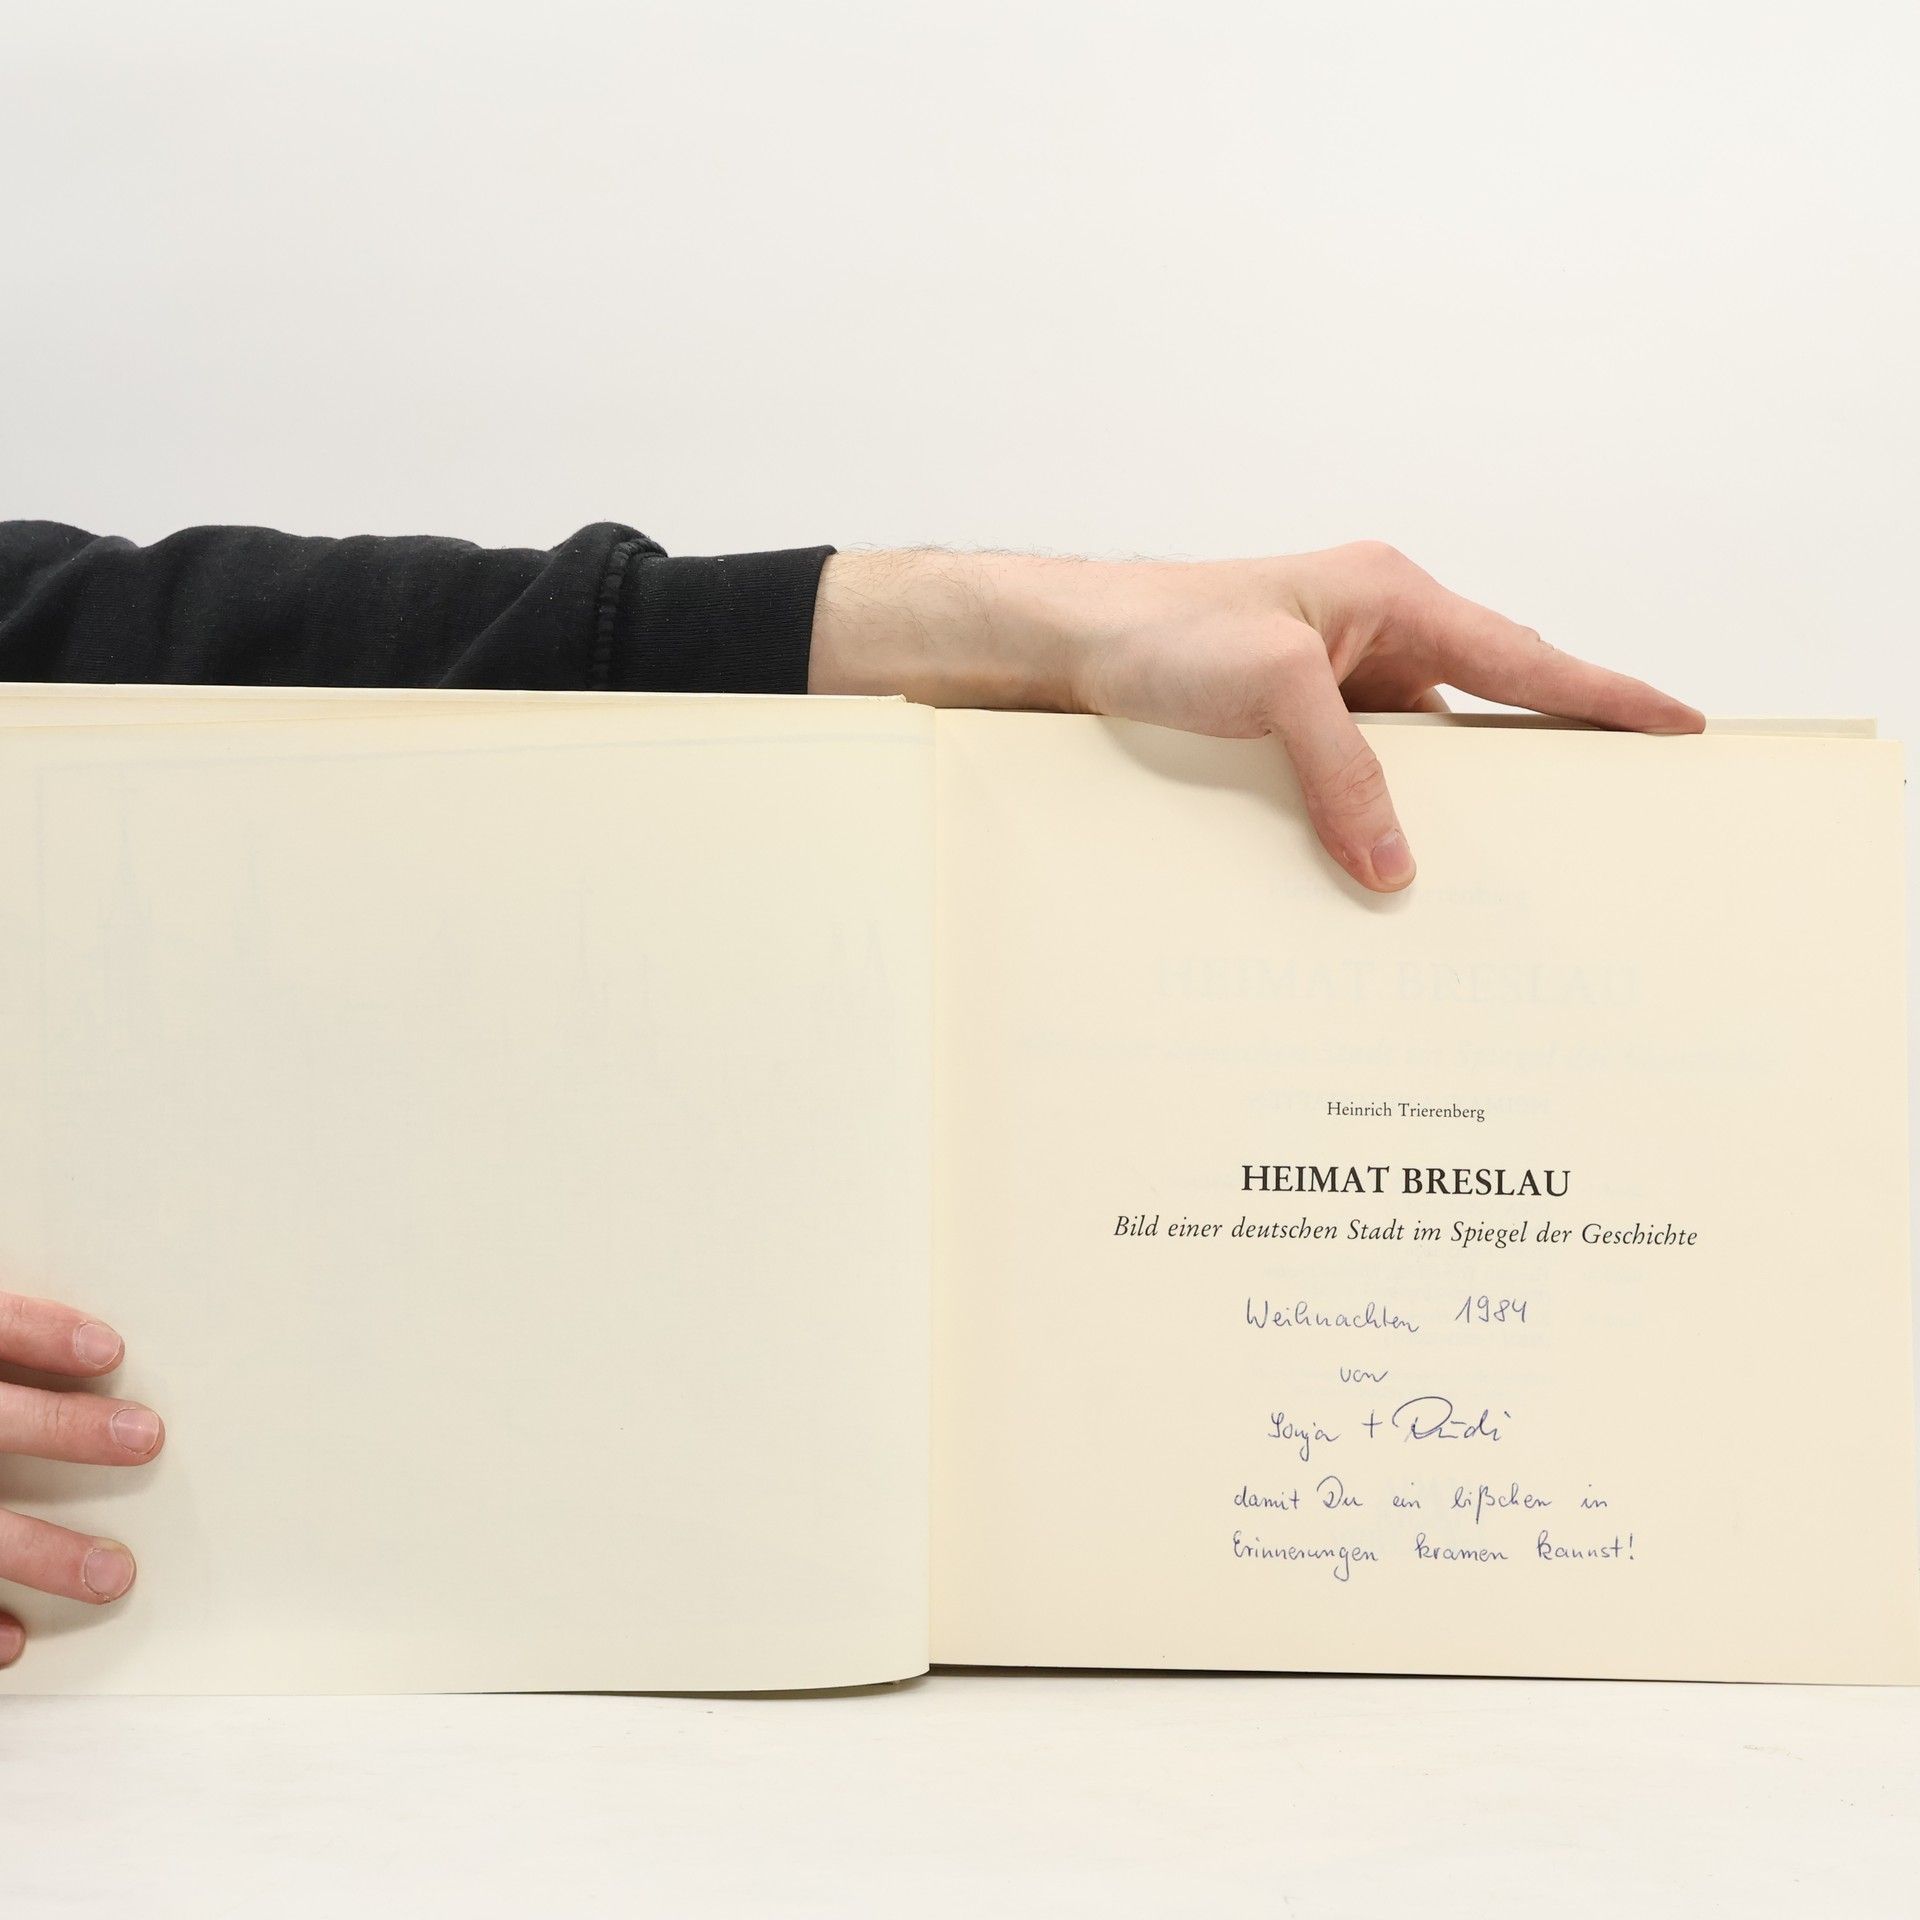 Heinrich Trierenberg
HEIMAT BRESLAU
Bild einer deutschen Stadt im Spiegel der Geschichte
Weihnachten 1984
von
Sonja + Rudi
damit Du ein bißchen in
Erinnerungen kramen kannst!